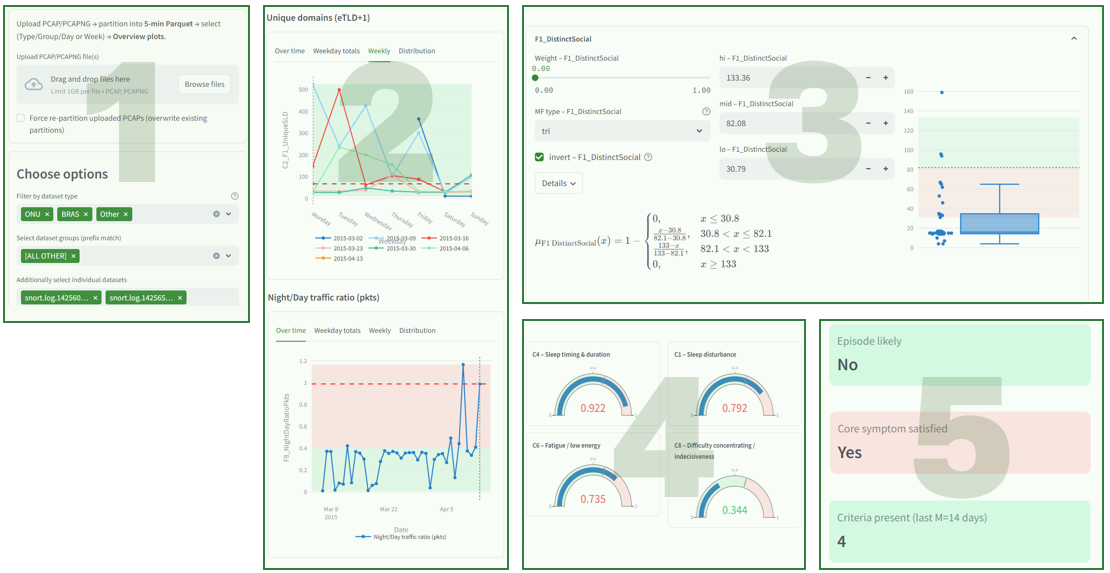 Upload PCAP/PCAPNG → partition into 5-min Parquet → select
(Type/Group/Day or Week) → Overview plots.
Upload PCAP/PCAPNG file(s)
Drag and drop files here
Limit 1GB per file • PCAP, PCAPNG
Browse files
Force re-partition uploaded PCAPs (overwrite existing
partitions)
1
Choose options
Filter by dataset type
ONU × BRAS × Other ×
Select dataset groups (prefix match)
[ALL OTHER] ×
Additionally select individual datasets
snort.log.142560... × snort.log.142565... ×
Unique domains (eTLD+1)
Over time Weekday totals Weekly Distribution
2
C2_F1_UniqueSLD
500
400
300
200
100
0
Monday Tuesday Wednesday Thursday Friday Saturday Sunday
Weekday
2015-03-02 2015-03-09 2015-03-16
2015-03-23 2015-03-30 2015-04-06
2015-04-13
Night/Day traffic ratio (pkts)
Over time Weekday totals Weekly Distribution
F8_NightDayRatioPkts
1.2
1
0.8
0.6
0.4
0.2
0
Mar 8 Mar 22 Apr 5
2015
Date
Night/Day traffic ratio (pkts)
F1_DistinctSocial
Weight – F1_DistinctSocial
0.00
0.00 1.00
MF type – F1_DistinctSocial
tri
invert – F1_DistinctSocial
Details
hi – F1_DistinctSocial
133.36 − +
mid – F1_DistinctSocial
82.08 − +
lo – F1_DistinctSocial
30.79 − +
3
μF1 DistinctSocial(x) = 1 −
0, x ≤ 30.8
x−30.8/82.1−30.8, 30.8 < x ≤ 82.1
133−x/133−82.1, 82.1 < x < 133
0, x ≥ 133
160
140
120
100
80
60
40
20
0
4
C4 – Sleep timing & duration
0 1
0.922
C1 – Sleep disturbance
0 1
0.792
C6 – Fatigue / low energy
0 1
0.735
C8 – Difficulty concentrating /
indecisiveness
0 1
0.344
5
Episode likely
No
Core symptom satisfied
Yes
Criteria present (last M=14 days)
4